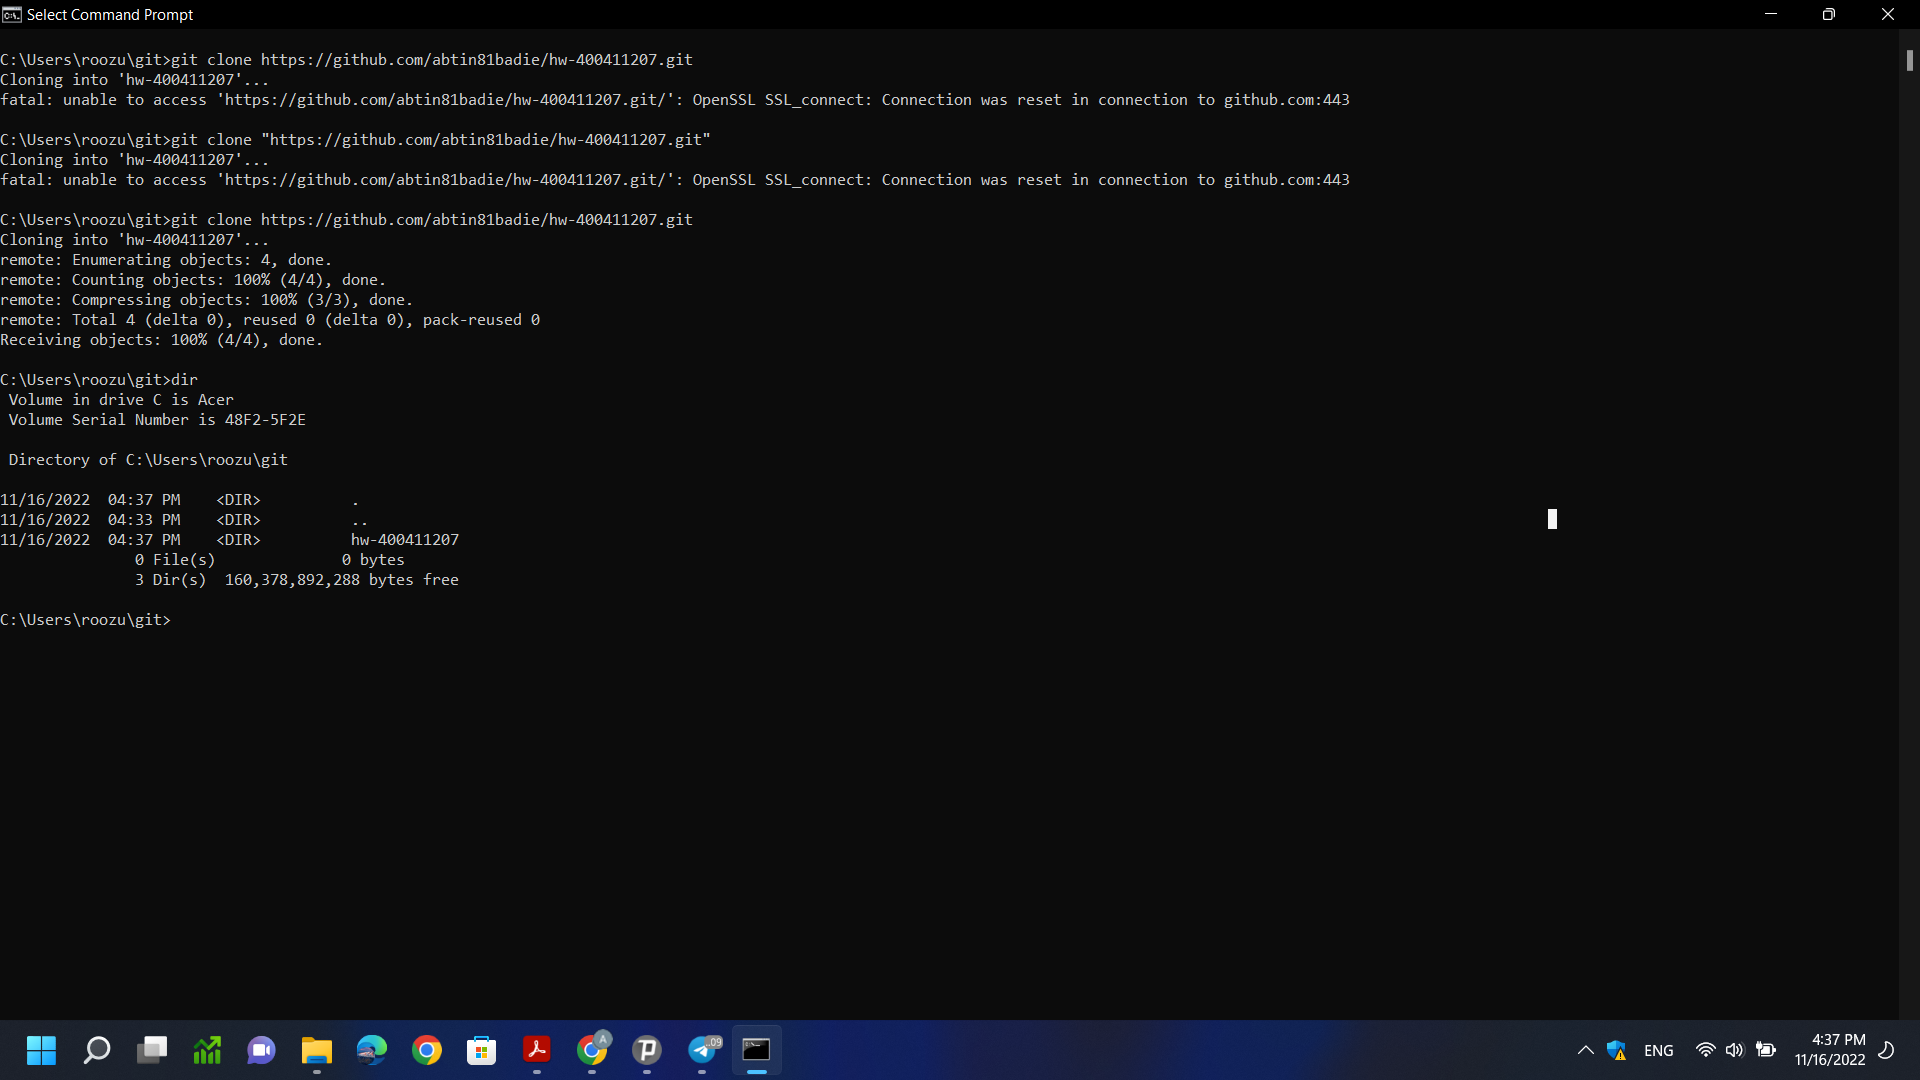 Select Command Prompt
C:\Users\roozu\git>git clone https://github.com/abtin81badie/hw-400411207.git
Cloning into 'hw-400411207'...
fatal: unable to access 'https://github.com/abtin81badie/hw-400411207.git/': OpenSSL SSL_connect: Connection was reset in connection to github.com:443
C:\Users\roozu\git>git clone "https://github.com/abtin81badie/hw-400411207.git"
Cloning into 'hw-400411207'...
fatal: unable to access 'https://github.com/abtin81badie/hw-400411207.git/': OpenSSL SSL_connect: Connection was reset in connection to github.com:443
C:\Users\roozu\git>git clone https://github.com/abtin81badie/hw-400411207.git
Cloning into 'hw-400411207'...
remote: Enumerating objects: 4, done.
remote: Counting objects: 100% (4/4), done.
remote: Compressing objects: 100% (3/3), done.
remote: Total 4 (delta 0), reused 0 (delta 0), pack-reused 0
Receiving objects: 100% (4/4), done.
C:\Users\roozu\git>dir
Volume in drive C is Acer
Volume Serial Number is 48F2-5F2E
Directory of C:\Users\roozu\git
11/16/2022  04:37 PM    <DIR>          .
11/16/2022  04:33 PM    <DIR>          ..
11/16/2022  04:37 PM    <DIR>          hw-400411207
0 File(s)              0 bytes
3 Dir(s)  160,378,892,288 bytes free
C:\Users\roozu\git>
A
..09
ENG
4:37 PM
11/16/2022